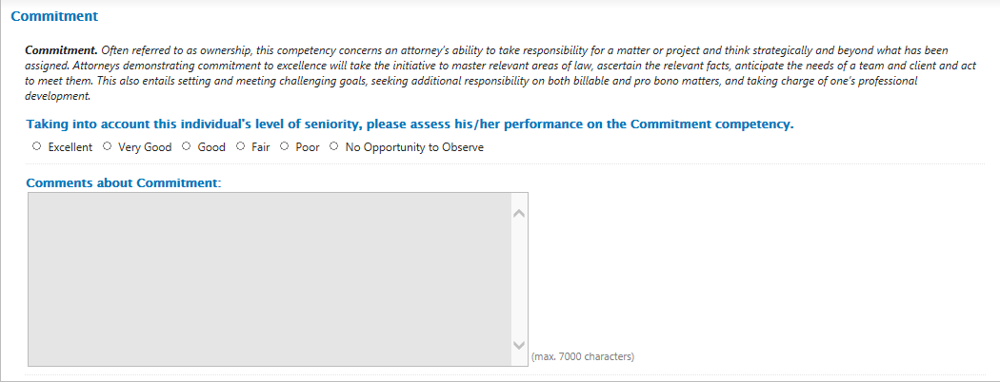 Commitment
Commitment. Often referred to as ownership, this competency concerns an attorney's ability to take responsibility for a matter or project and think strategically and beyond what has been
assigned. Attorneys demonstrating commitment to excellence will take the initiative to master relevant areas of law, ascertain the relevant facts, anticipate the needs of a team and client and act
to meet them. This also entails setting and meeting challenging goals, seeking additional responsibility on both billable and pro bono matters, and taking charge of one's professional
development.
Taking into account this individual's level of seniority, please assess his/her performance on the Commitment competency.
Excellent Very Good Good Fair Poor No Opportunity to Observe
Comments about Commitment:
(max. 7000 characters)